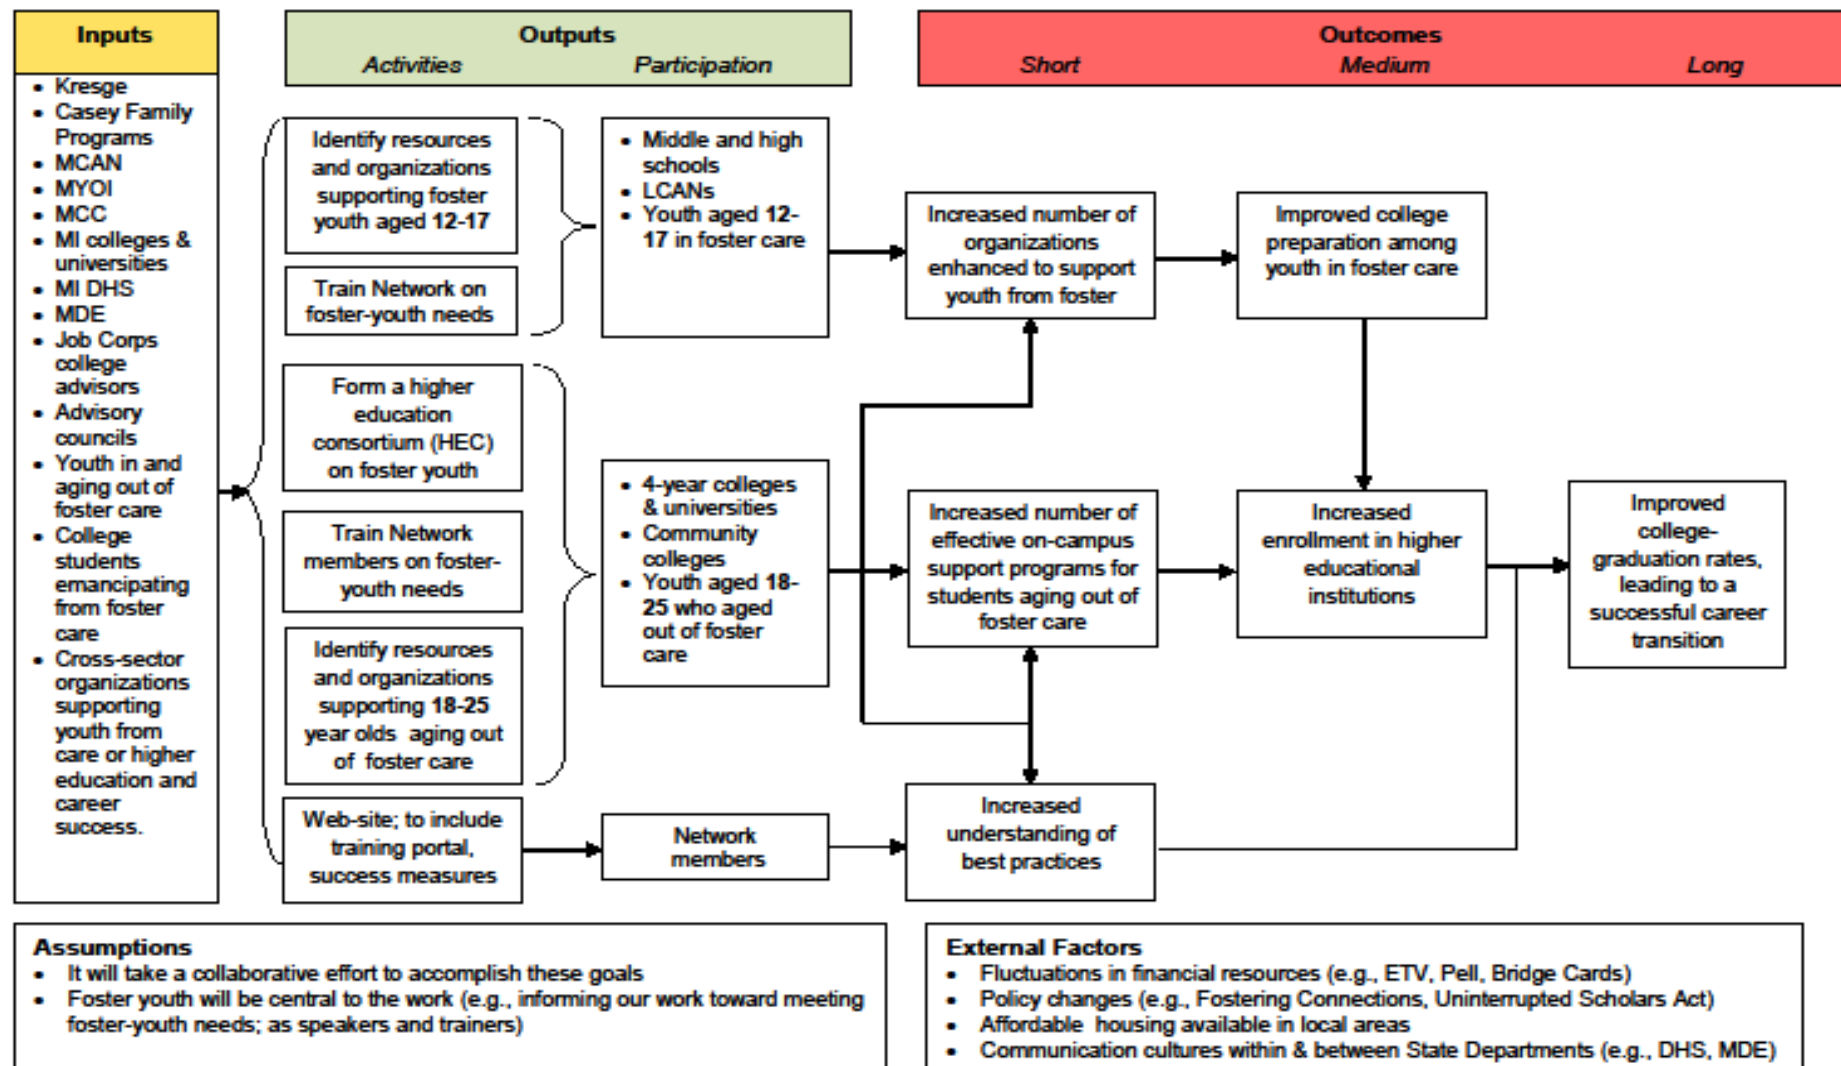 Inputs
• Kresge
• Casey Family
Programs
• MCAN
• MYOI
• MCC
• MI colleges &
universities
• MI DHS
• MDE
• Job Corps
college
advisors
• Advisory
councils
• Youth in and
aging out of
foster care
• College
students
emancipating
from foster
care
• Cross-sector
organizations
supporting
youth from
care or higher
education and
career
success.
Outputs
Activities Participation
Identify resources
and organizations
supporting foster
youth aged 12-17
Train Network on
foster-youth needs
Form a higher
education
consortium (HEC)
on foster youth
Train Network
members on foster-
youth needs
Identify resources
and organizations
supporting 18-25
year olds aging out
of foster care
Web-site; to include
training portal,
success measures
• Middle and high
schools
• LCANs
• Youth aged 12-
17 in foster care
• 4-year colleges
& universities
• Community
colleges
• Youth aged 18-
25 who aged
out of foster
care
Network
members
Outcomes
Short Medium Long
Increased number of
organizations
enhanced to support
youth from foster
Increased number of
effective on-campus
support programs for
students aging out of
foster care
Increased
understanding of
best practices
Improved college
preparation among
youth in foster care
Increased
enrollment in higher
educational
institutions
Improved
college-
graduation rates,
leading to a
successful career
transition
Assumptions
• It will take a collaborative effort to accomplish these goals
• Foster youth will be central to the work (e.g., informing our work toward meeting
foster-youth needs; as speakers and trainers)
External Factors
• Fluctuations in financial resources (e.g., ETV, Pell, Bridge Cards)
• Policy changes (e.g., Fostering Connections, Uninterrupted Scholars Act)
• Affordable housing available in local areas
• Communication cultures within & between State Departments (e.g., DHS, MDE)